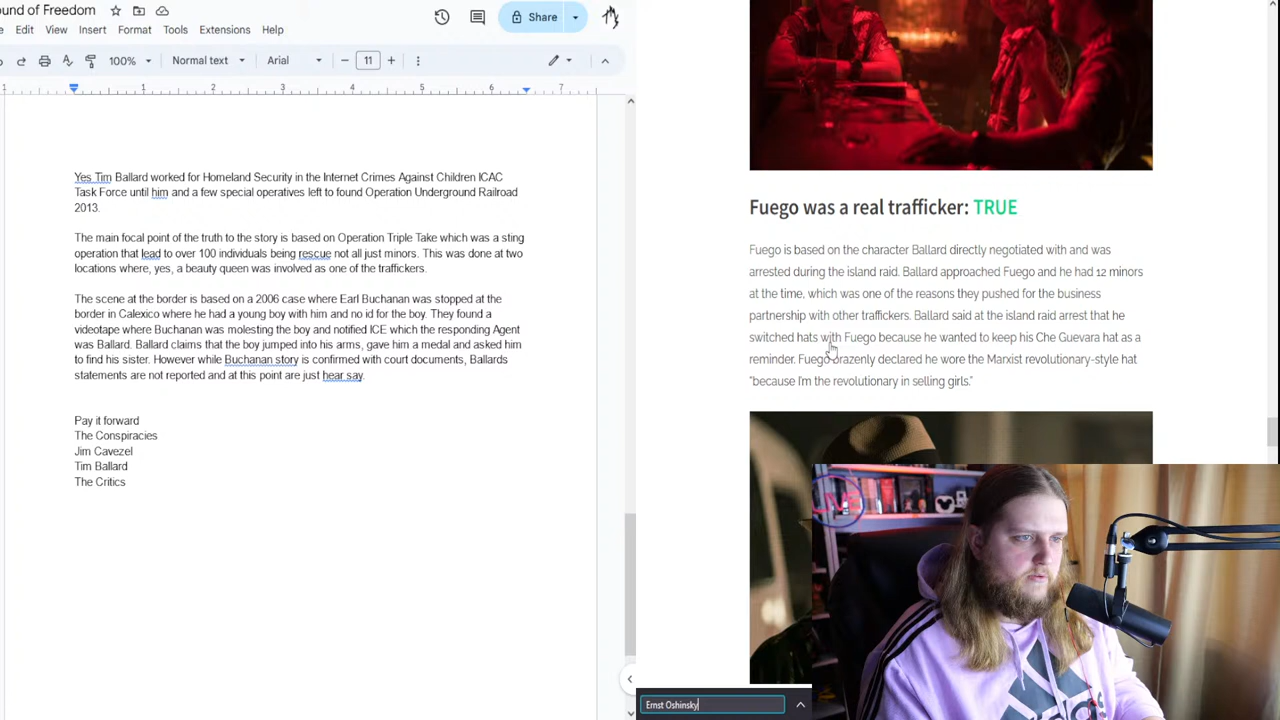 ound of Freedom
Share
Edit View Insert Format Tools Extensions Help
100% Normal text Arial 11
1 1 2 3 4 5 6 7
Yes Tim Ballard worked for Homeland Security in the Internet Crimes Against Children ICAC
Task Force until him and a few special operatives left to found Operation Underground Railroad
2013.
The main focal point of the truth to the story is based on Operation Triple Take which was a sting
operation that lead to over 100 individuals being rescue not all just minors. This was done at two
locations where, yes, a beauty queen was involved as one of the traffickers.
The scene at the border is based on a 2006 case where Earl Buchanan was stopped at the
border in Calexico where he had a young boy with him and no id for the boy. They found a
videotape where Buchanan was molesting the boy and notified ICE which the responding Agent
was Ballard. Ballard claims that the boy jumped into his arms, gave him a medal and asked him
to find his sister. However while Buchanan story is confirmed with court documents, Ballards
statements are not reported and at this point are just hear say.
Pay it forward
The Conspiracies
Jim Cavezel
Tim Ballard
The Critics
Fuego was a real trafficker: TRUE
Fuego is based on the character Ballard directly negotiated with and was
arrested during the island raid. Ballard approached Fuego and he had 12 minors
at the time, which was one of the reasons they pushed for the business
partnership with other traffickers. Ballard said at the island raid arrest that he
switched hats with Fuego because he wanted to keep his Che Guevara hat as a
reminder. Fuego brazenly declared he wore the Marxist revolutionary-style hat
"because I'm the revolutionary in selling girls."
Ernst Oshinsky